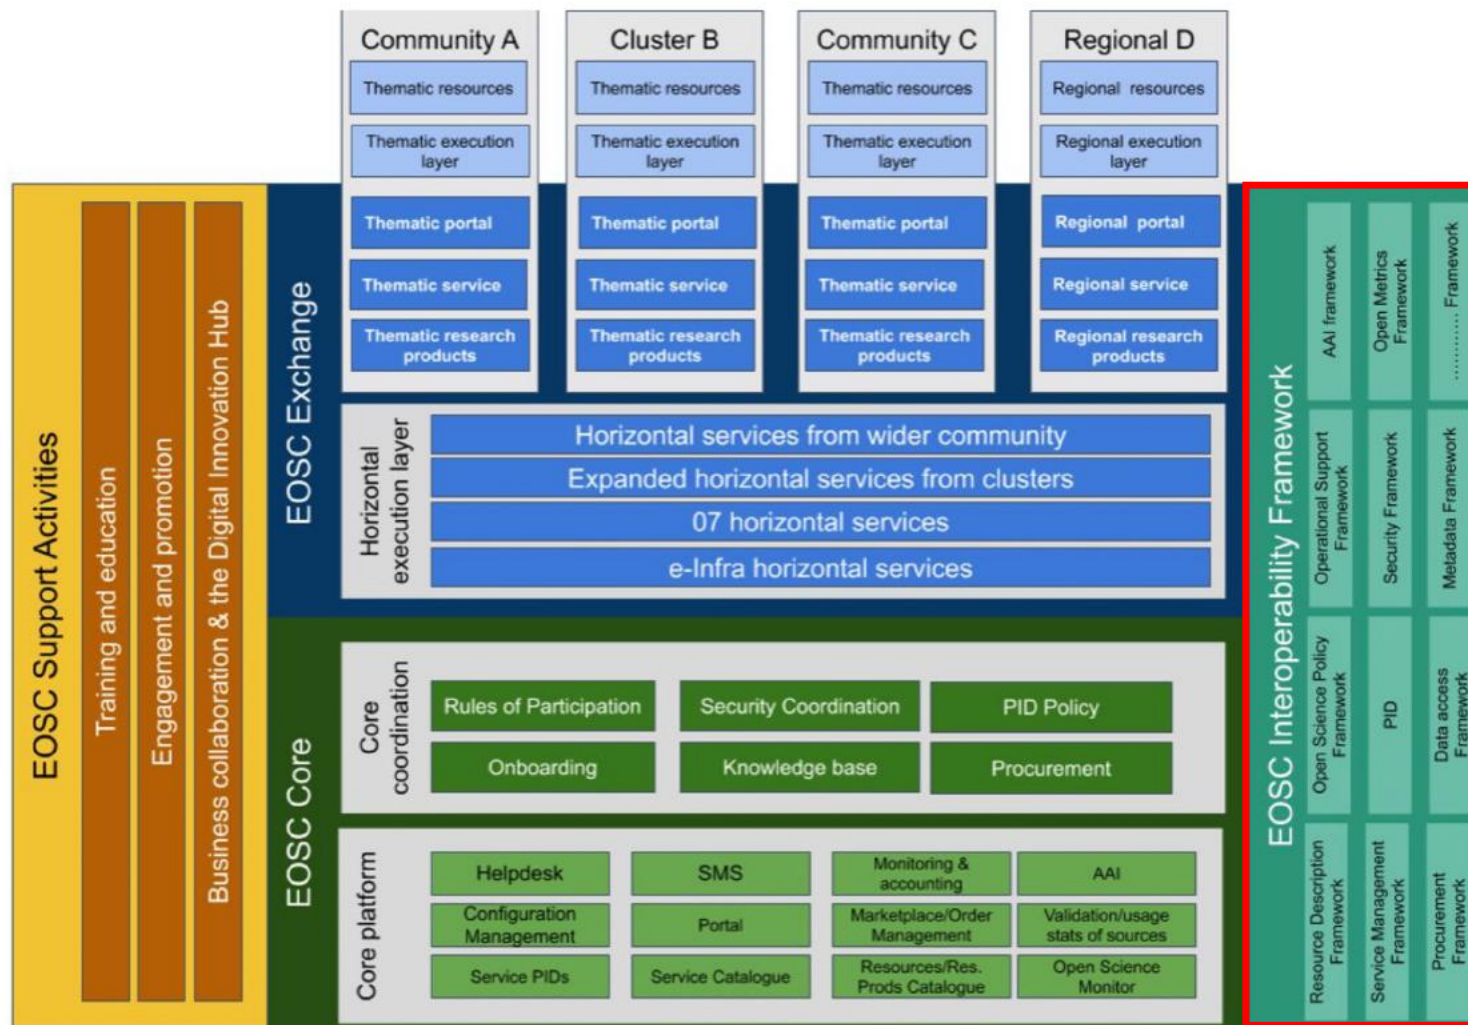 Community A
Thematic resources
Thematic execution
layer
Thematic portal
Thematic service
Thematic research
products
Cluster B
Thematic resources
Thematic execution
layer
Thematic portal
Thematic service
Thematic research
products
Community C
Thematic resources
Thematic execution
layer
Thematic portal
Thematic service
Thematic research
products
Regional D
Regional resources
Regional execution
layer
Regional portal
Regional service
Regional research
products
EOSC Support Activities
Training and education
Engagement and promotion
Business collaboration & the Digital Innovation Hub
EOSC Exchange
Horizontal
execution layer
Horizontal services from wider community
Expanded horizontal services from clusters
07 horizontal services
e-Infra horizontal services
EOSC Core
Core
coordination
Rules of Participation
Security Coordination
PID Policy
Onboarding
Knowledge base
Procurement
Core platform
Helpdesk
SMS
Monitoring &
accounting
AAI
Configuration
Management
Portal
Marketplace/Order
Management
Validation/usage
stats of sources
Service PIDs
Service Catalogue
Resources/Res.
Prods Catalogue
Open Science
Monitor
EOSC Interoperability Framework
AAI framework
Open Metrics
Framework
........... Framework
Operational Support
Framework
Security Framework
Metadata Framework
Open Science Policy
Framework
PID
Data access
Framework
Resource Description
Framework
Service Management
Framework
Procurement
Framework